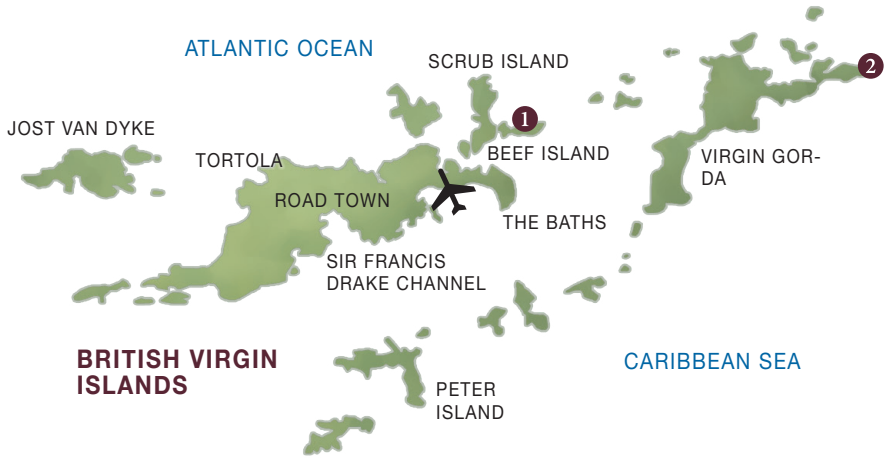 ATLANTIC OCEAN
SCRUB ISLAND
2
1
JOST VAN DYKE
TORTOLA
BEEF ISLAND
VIRGIN GOR-
DA
ROAD TOWN
THE BATHS
SIR FRANCIS
DRAKE CHANNEL
BRITISH VIRGIN
ISLANDS
CARIBBEAN SEA
PETER
ISLAND